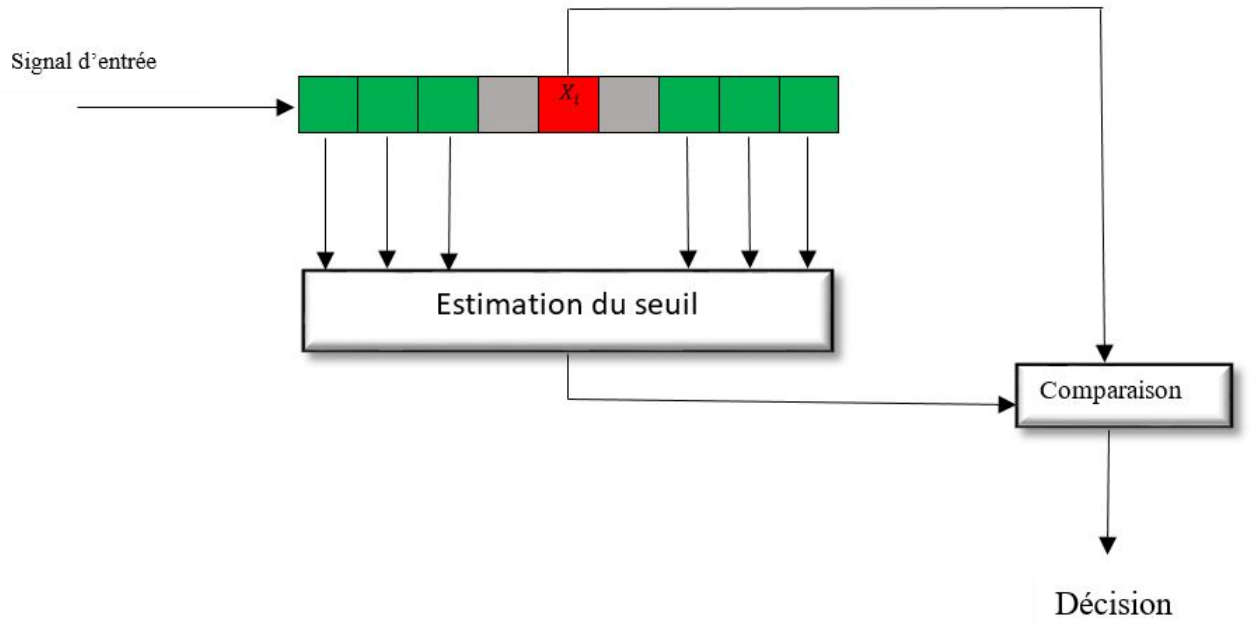 Signal d’entrée
X₁
Estimation du seuil
Comparaison
Décision